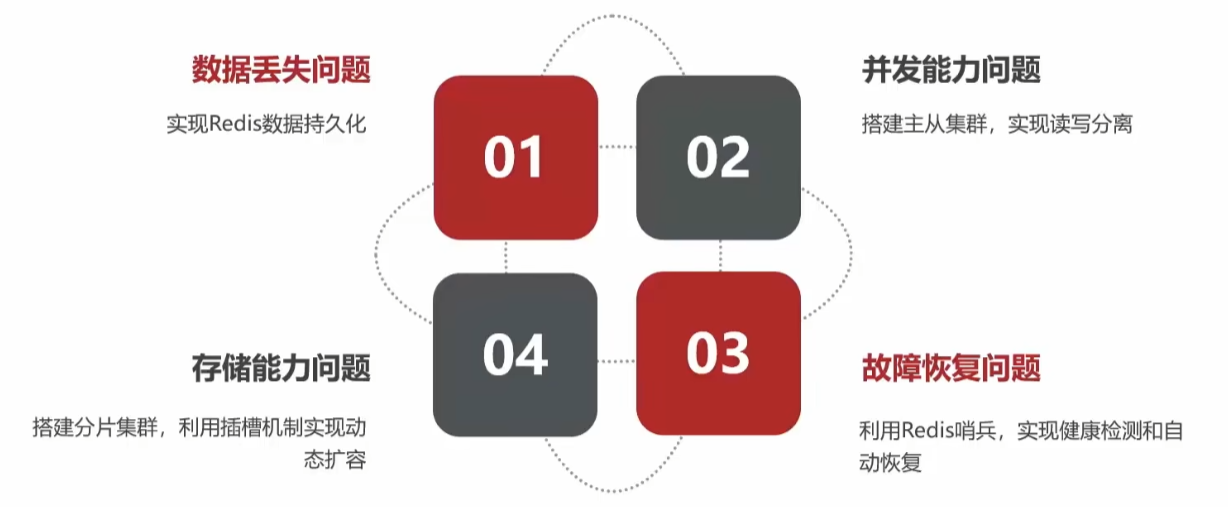 数据丢失问题
实现Redis数据持久化
01
02
并发能力问题
搭建主从集群，实现读写分离
存储能力问题
搭建分片集群，利用插槽机制实现动
态扩容
04
03
故障恢复问题
利用Redis哨兵，实现健康检测和自
动恢复